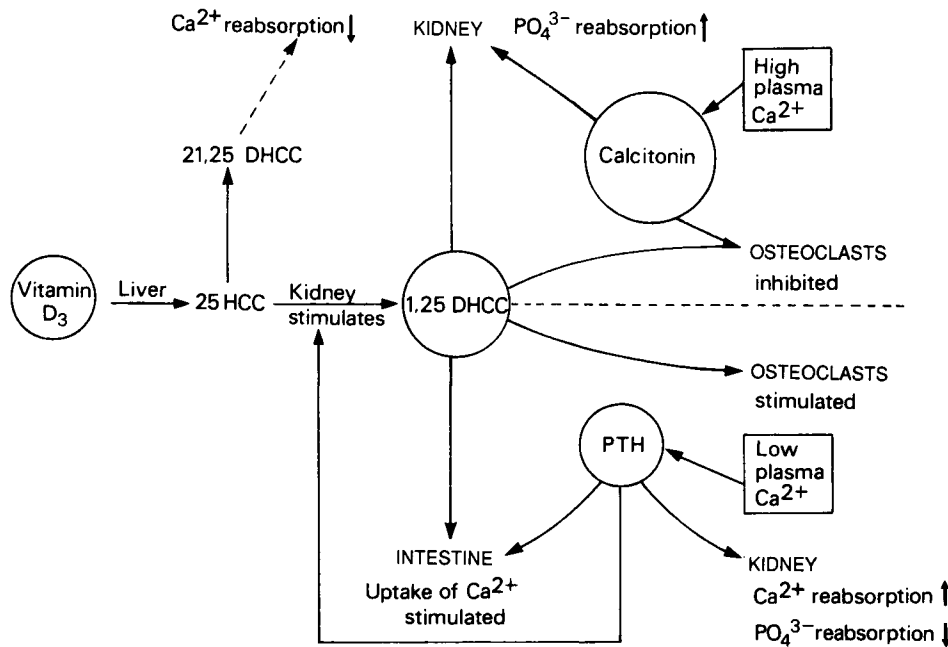 Ca2+ reabsorption↓
KIDNEY
PO43− reabsorption↑
High
plasma
Ca2+
Calcitonin
21,25 DHCC
OSTEOCLASTS
inhibited
Vitamin
D3
Liver
25 HCC
Kidney
stimulates
1,25 DHCC
OSTEOCLASTS
stimulated
PTH
Low
plasma
Ca2+
INTESTINE
Uptake of Ca2+
stimulated
KIDNEY
Ca2+ reabsorption↑
PO43− reabsorption↓